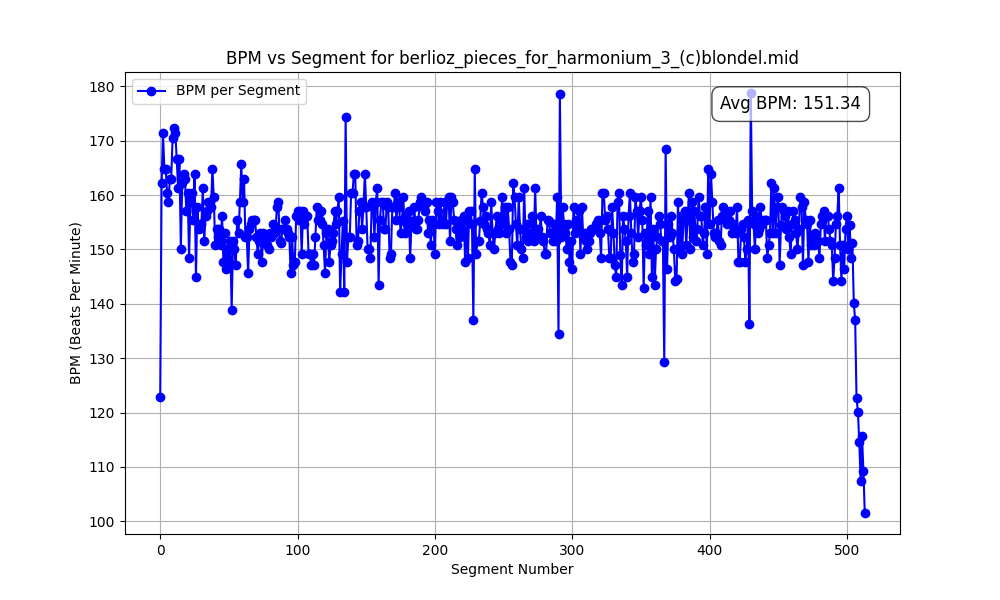 BPM vs Segment for berlioz_pieces_for_harmonium_3_(c)blondel.mid
BPM per Segment
Avg BPM: 151.34
BPM (Beats Per Minute)
180
170
160
150
140
130
120
110
100
0 100 200 300 400 500
Segment Number